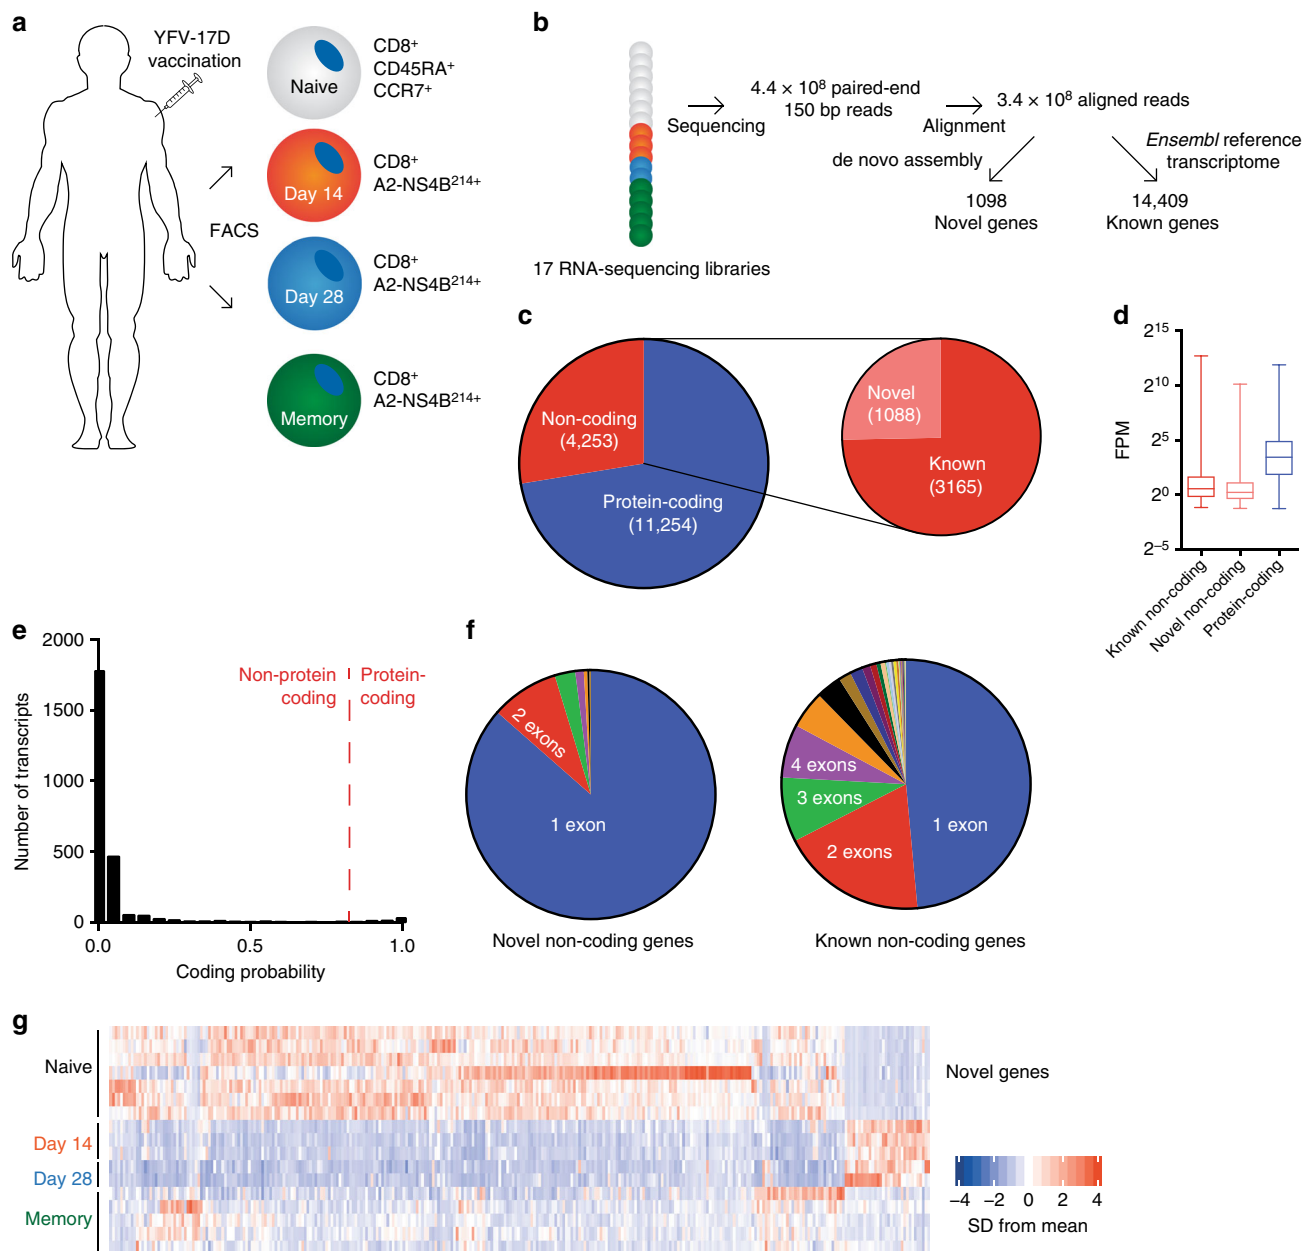 a
YFV-17D
vaccination
FACS
Naive
CD8+
CD45RA+
CCR7+
Day 14
CD8+
A2-NS4B214+
Day 28
CD8+
A2-NS4B214+
Memory
CD8+
A2-NS4B214+
b
17 RNA-sequencing libraries
Sequencing
4.4 × 10⁸ paired-end
150 bp reads
Alignment
3.4 × 10⁸ aligned reads
de novo assembly
Ensembl reference
transcriptome
1098
Novel genes
14,409
Known genes
c
Non-coding
(4,253)
Protein-coding
(11,254)
Novel
(1088)
Known
(3165)
d
FPM
2¹⁵
2¹⁰
2⁵
2⁰
2⁻⁵
Known non-coding
Novel non-coding
Protein-coding
e
Number of transcripts
2000
1500
1000
500
0
0.0
0.5
1.0
Coding probability
Non-protein
coding
Protein-
coding
f
2 exons
1 exon
Novel non-coding genes
4 exons
3 exons
2 exons
1 exon
Known non-coding genes
g
Naive
Day 14
Day 28
Memory
Novel genes
−4 −2 0 2 4
SD from mean